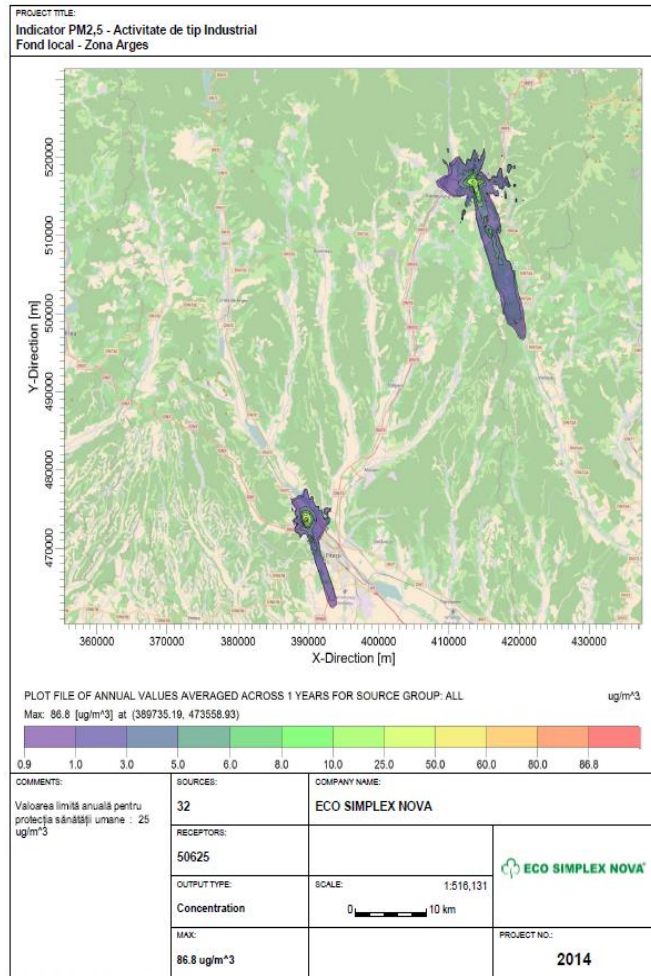 PROJECT TITLE:
Indicator PM2,5 - Activitate de tip Industrial
Fond local - Zona Arges
Y-Direction [m]
520000
510000
500000
490000
480000
470000
360000 370000 380000 390000 400000 410000 420000 430000
X-Direction [m]
PLOT FILE OF ANNUAL VALUES AVERAGED ACROSS 1 YEARS FOR SOURCE GROUP: ALL
ug/m^3
Max: 86.8 [ug/m^3] at (389735.19, 473558.93)
0.9 1.0 3.0 5.0 6.0 8.0 10.0 25.0 50.0 60.0 80.0 86.8
COMMENTS:
Valoarea limită anuală pentru
protecția sănătății umane : 25
ug/m^3
SOURCES:
32
COMPANY NAME:
ECO SIMPLEX NOVA
RECEPTORS:
50625
OUTPUT TYPE:
Concentration
SCALE:
1:516,131
0 10 km
ECO SIMPLEX NOVA
MAX:
86.8 ug/m^3
PROJECT NO.:
2014